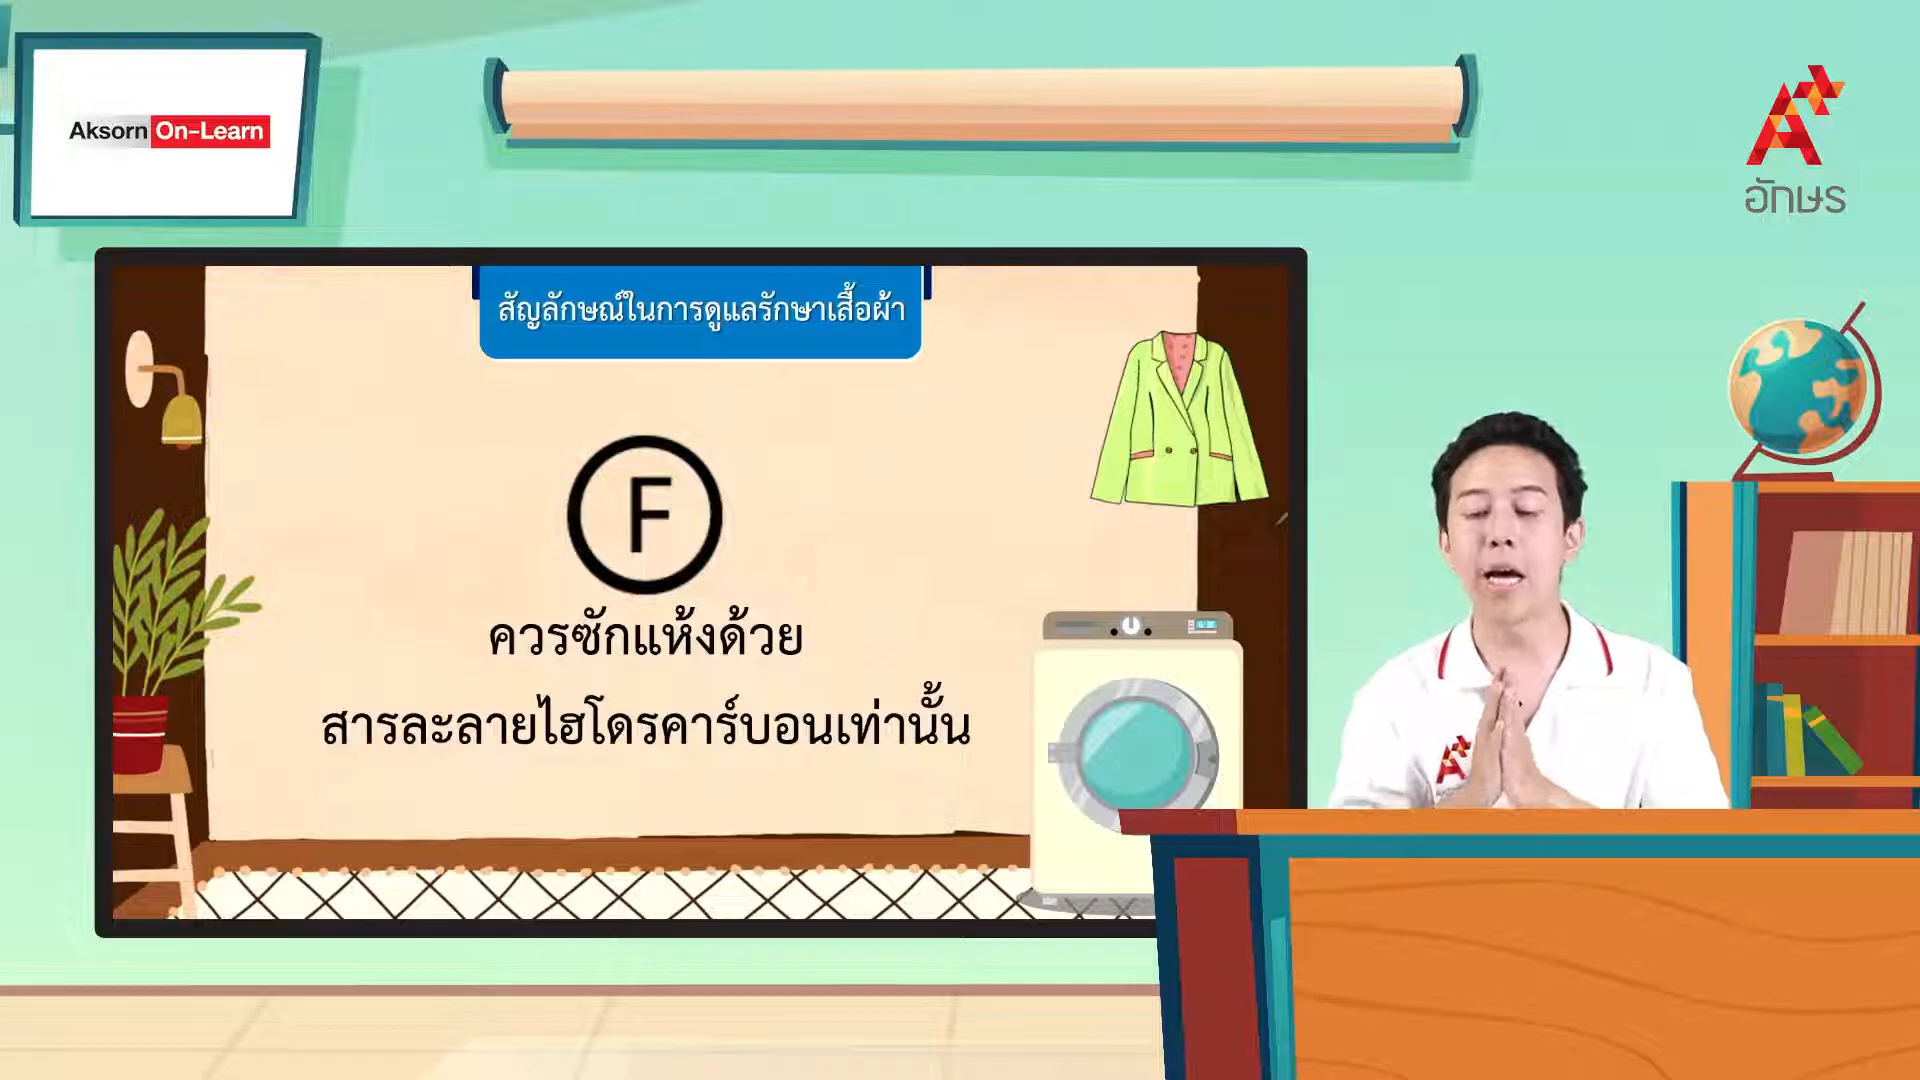 Aksorn On-Learn
อักษร
สัญลักษณ์ในการดูแลรักษาเสื้อผ้า
F
ควรซักแห้งด้วย
สารละลายไฮโดรคาร์บอนเท่านั้น